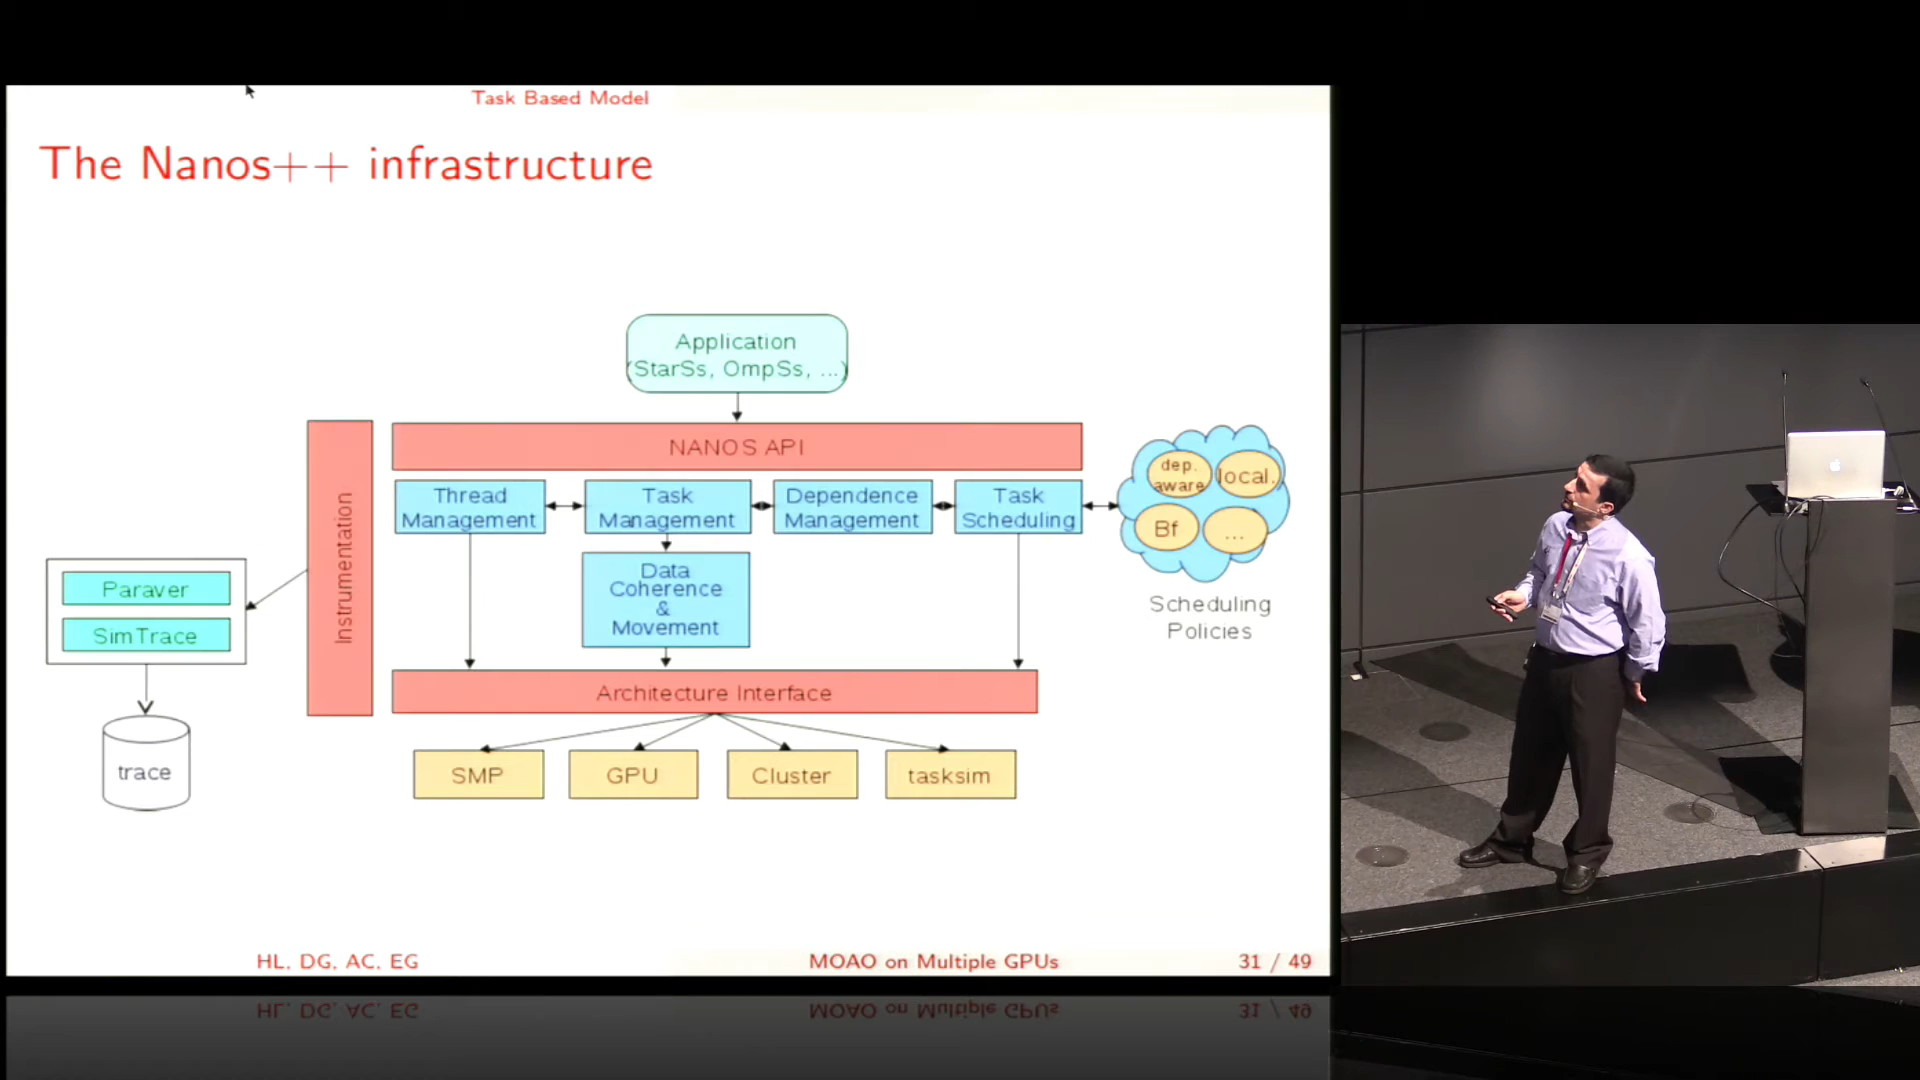 Task Based Model
The Nanos++ infrastructure
Application
(StarSs, OmpSs, ...)
NANOS API
Instrumentation
Thread
Management
Task
Management
Dependence
Management
Task
Scheduling
dep.
aware
local.
Bf
...
Scheduling
Policies
Data
Coherence
&
Movement
Paraver
SimTrace
trace
Architecture Interface
SMP
GPU
Cluster
tasksim
HL, DG, AC, EG
MOAO on Multiple GPUs
31 / 49